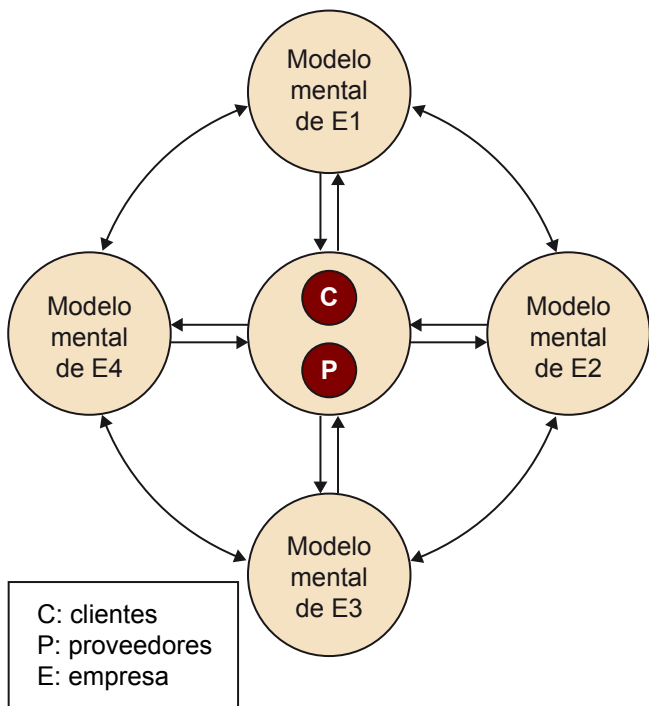 Modelo
mental
de E1
Modelo
mental
de E4
C
P
Modelo
mental
de E2
Modelo
mental
de E3
C: clientes
P: proveedores
E: empresa